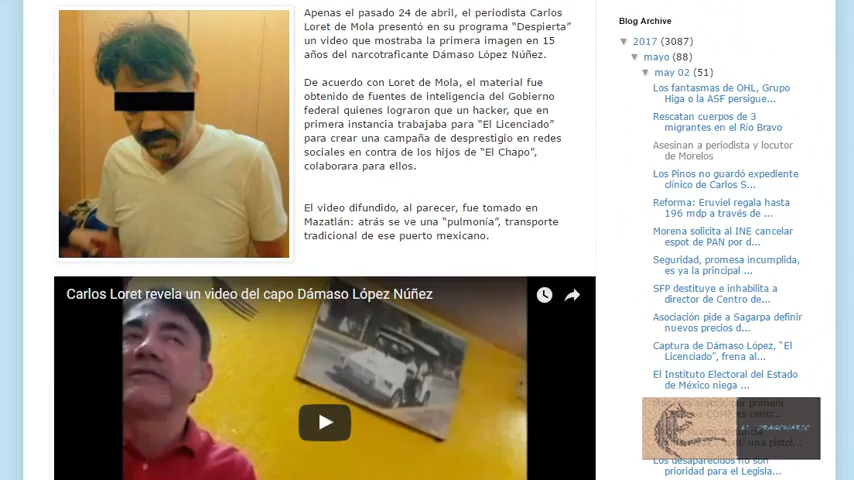 Apenas el pasado 24 de abril, el periodista Carlos
Loret de Mola presentó en su programa “Despierta”
un video que mostraba la primera imagen en 15
años del narcotraficante Dámaso López Núñez.
De acuerdo con Loret de Mola, el material fue
obtenido de fuentes de inteligencia del Gobierno
federal quienes lograron que un hacker, que en
primera instancia trabajaba para “El Licenciado”
para crear una campaña de desprestigio en redes
sociales en contra de los hijos de “El Chapo”,
colaborara para ellos.
El video difundido, al parecer, fue tomado en
Mazatlán: atrás se ve una “pulmonía”, transporte
tradicional de ese puerto mexicano.
Carlos Loret revela un video del capo Dámaso López Núñez
Blog Archive
▼ 2017 (3087)
▼ mayo (88)
▼ may 02 (51)
Los fantasmas de OHL, Grupo
Higa o la ASF persigue...
Rescatan cuerpos de 3
migrantes en el Río Bravo
Asesinan a periodista y locutor
de Morelos
Los Pinos no guardó expediente
clínico de Carlos S...
Reforma: Eruviel regala hasta
196 mdp a través de ...
Morena solicita al INE cancelar
espot de PAN por d...
Seguridad, promesa incumplida,
es ya la principal ...
SFP destituye e inhabilita a
director de Centro de...
Asociación pide a Sagarpa definir
nuevos precios d...
Captura de Dámaso López, “El
Licenciado”, frena al...
El Instituto Electoral del Estado
de México niega ...
por primera
CDMX es centr...
un pistol...
Los desaparecidos no son
prioridad para el Legisla...